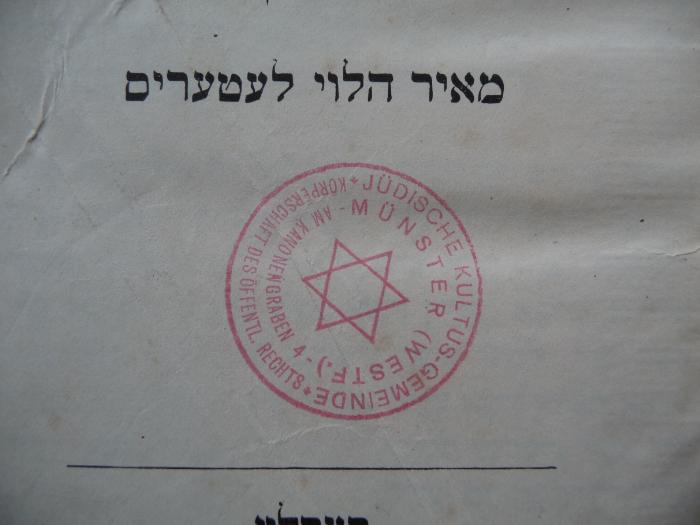 מאיר הלוי לעטערים
JÜDISCHE KULTUS-GEMEINDE * KÖRPERSCHAFT DES ÖFFENTL. RECHTS *
MÜNSTER (WESTF.) - AM KANONENGRABEN 4 -